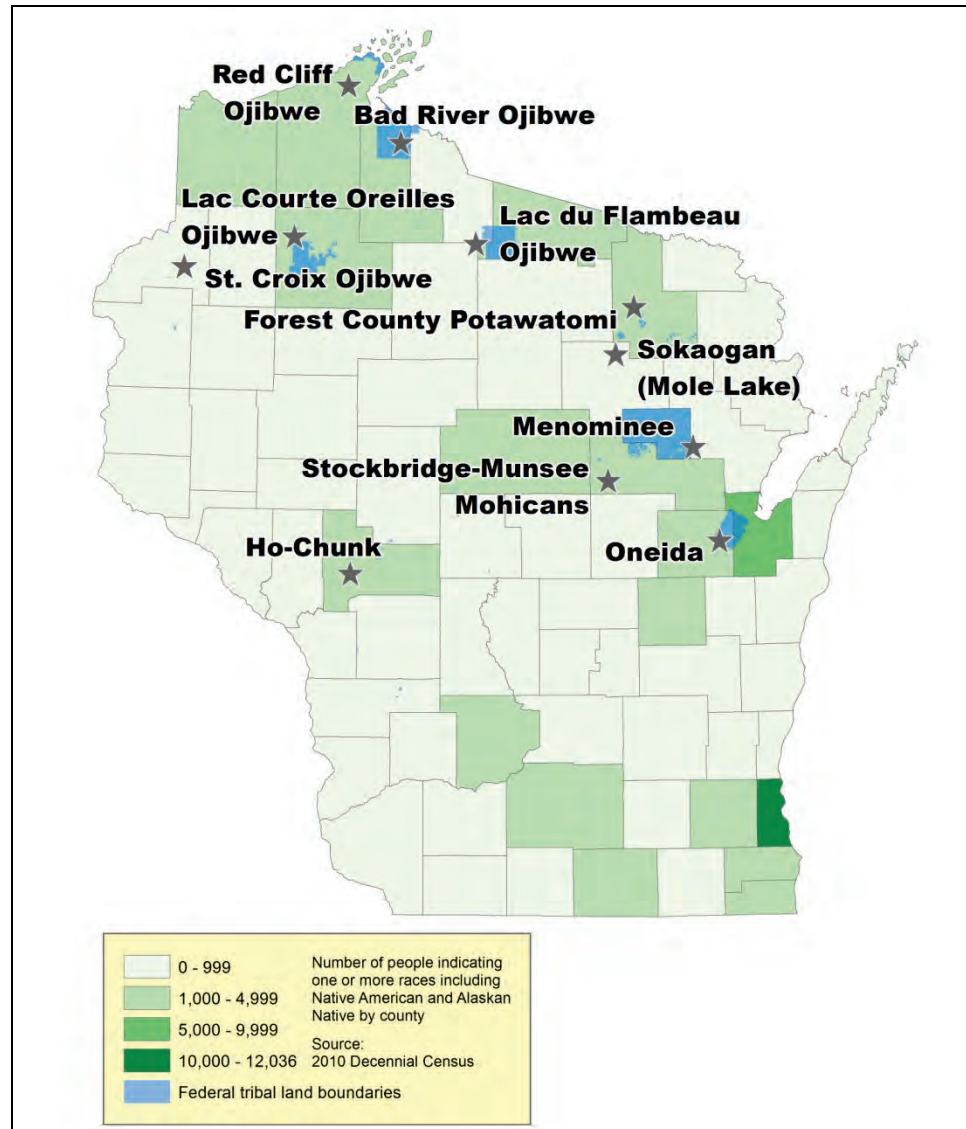 Red Cliff
Ojibwe
Bad River Ojibwe
Lac Courte Oreilles
Ojibwe
Lac du Flambeau
Ojibwe
St. Croix Ojibwe
Forest County Potawatomi
Sokaogan
(Mole Lake)
Menominee
Stockbridge-Munsee
Mohicans
Ho-Chunk
Oneida
0 - 999
1,000 - 4,999
5,000 - 9,999
10,000 - 12,036
Federal tribal land boundaries
Number of people indicating
one or more races including
Native American and Alaskan
Native by county
Source:
2010 Decennial Census